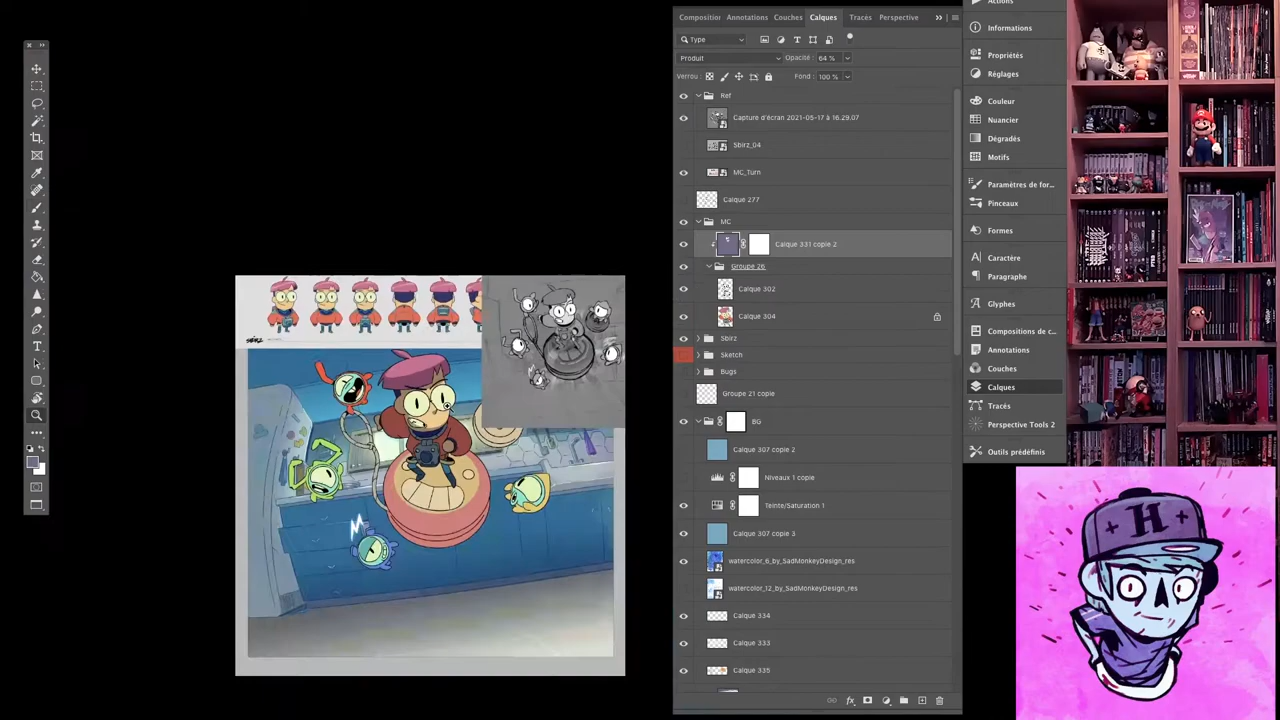 Composition
Annotations
Couches
Calques
Tracés
Perspective
Type
Produit
Opacité : 64 %
Verrou :
Fond : 100 %
Ref
Capture d'écran 2021-05-17 à 16.29.07
Sbirz_04
MC_Turn
Calque 277
MC
Calque 331 copie 2
Groupe 26
Calque 302
Calque 304
Sbirz
Sketch
Bugs
Groupe 21 copie
BG
Calque 307 copie 2
Niveaux 1 copie
Teinte/Saturation 1
Calque 307 copie 3
watercolor_6_by_SadMonkeyDesign_res
watercolor_12_by_SadMonkeyDesign_res
Calque 334
Calque 333
Calque 335
fx
Actions
Informations
Propriétés
Réglages
Couleur
Nuancier
Dégradés
Motifs
Paramètres de for...
Pinceaux
Formes
Caractère
Paragraphe
Glyphes
Compositions de c...
Annotations
Couches
Calques
Tracés
Perspective Tools 2
Outils prédéfinis
SBIRZ
H